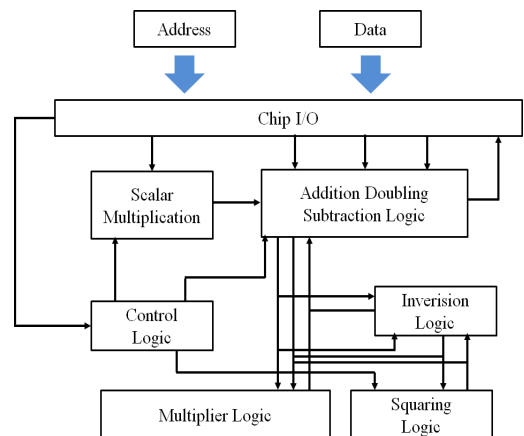 Address
Data
Chip I/O
Scalar
Multiplication
Addition Doubling
Subtraction Logic
Control
Logic
Inverision
Logic
Multiplier Logic
Squaring
Logic